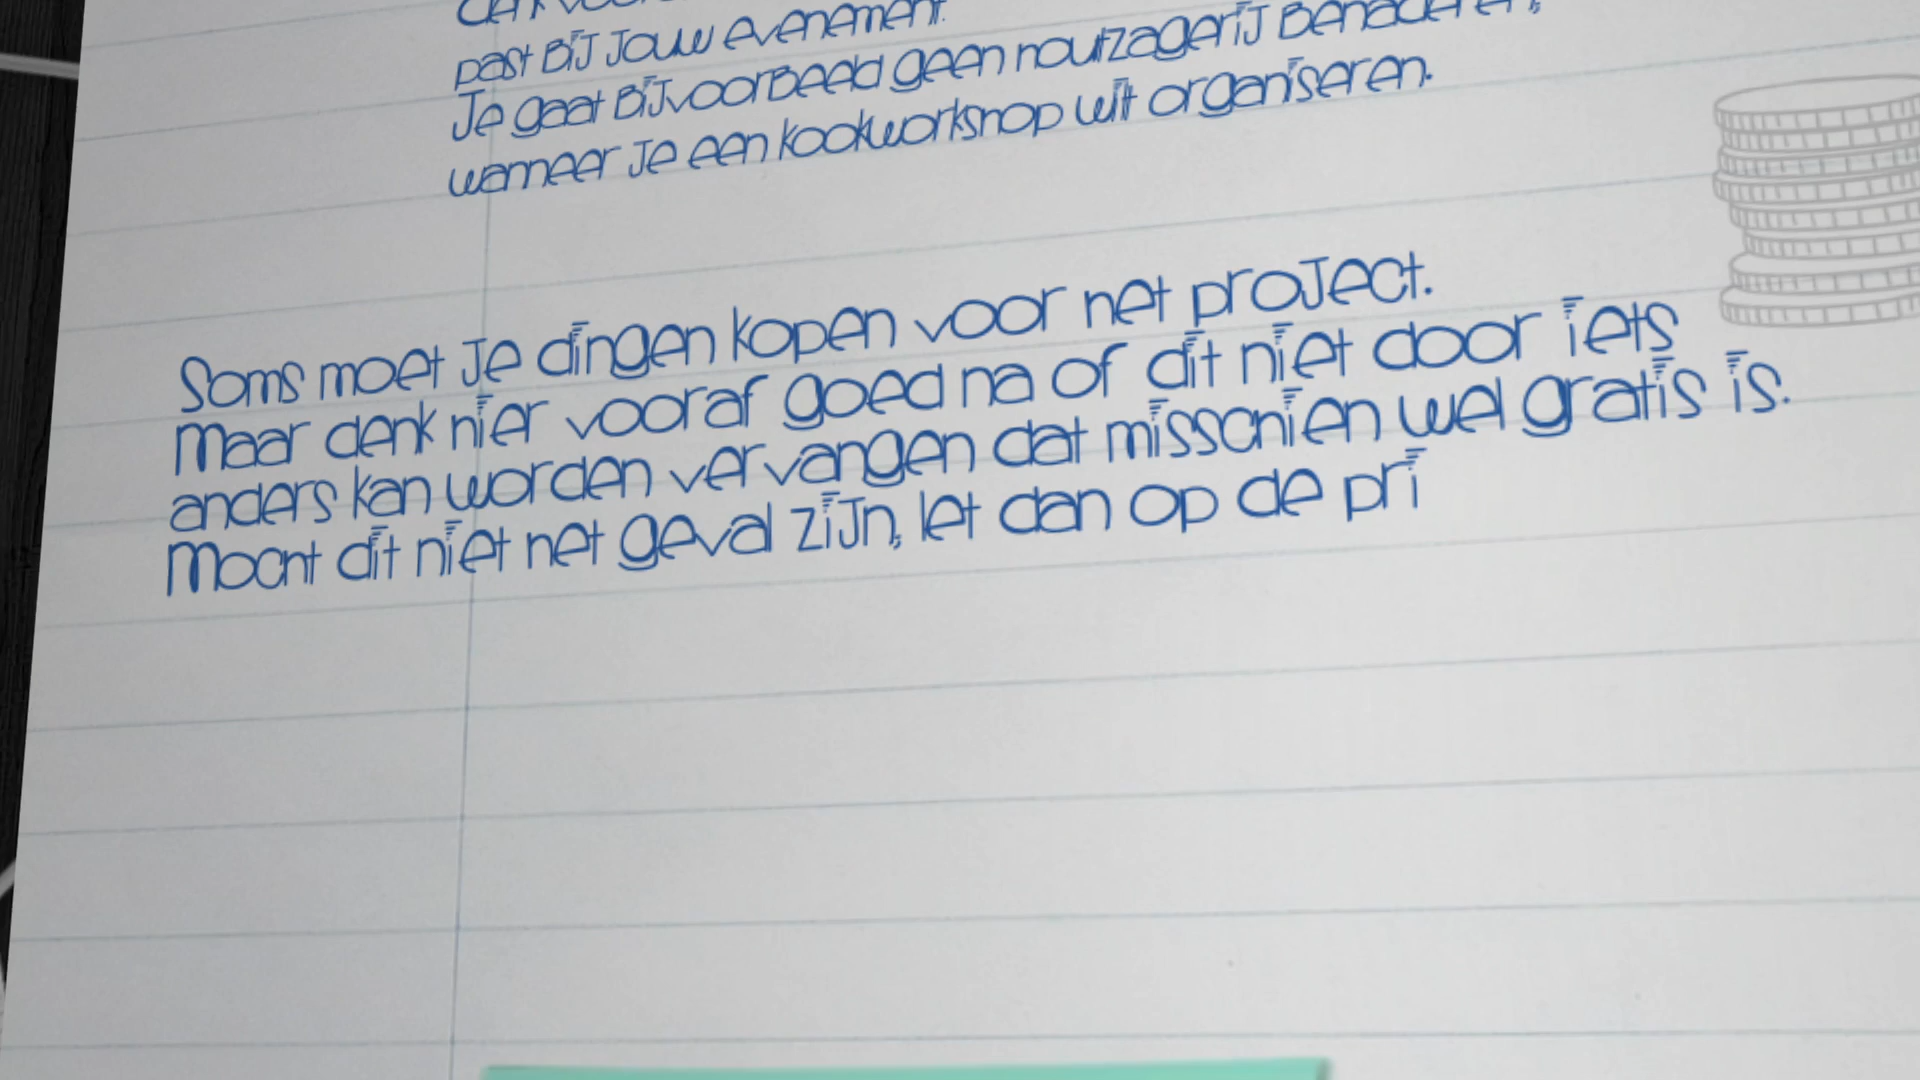 past bij jouw evenement.
Je gaat bijvoorbeeld geen houtzagerij benaderen,
wanneer je een kookworkshop wilt organiseren.
Soms moet je dingen kopen voor het project.
Maar denk hier vooraf goed na of dit niet door iets
anders kan worden vervangen dat misschien wel gratis is.
Mocht dit niet het geval zijn, let dan op de pri